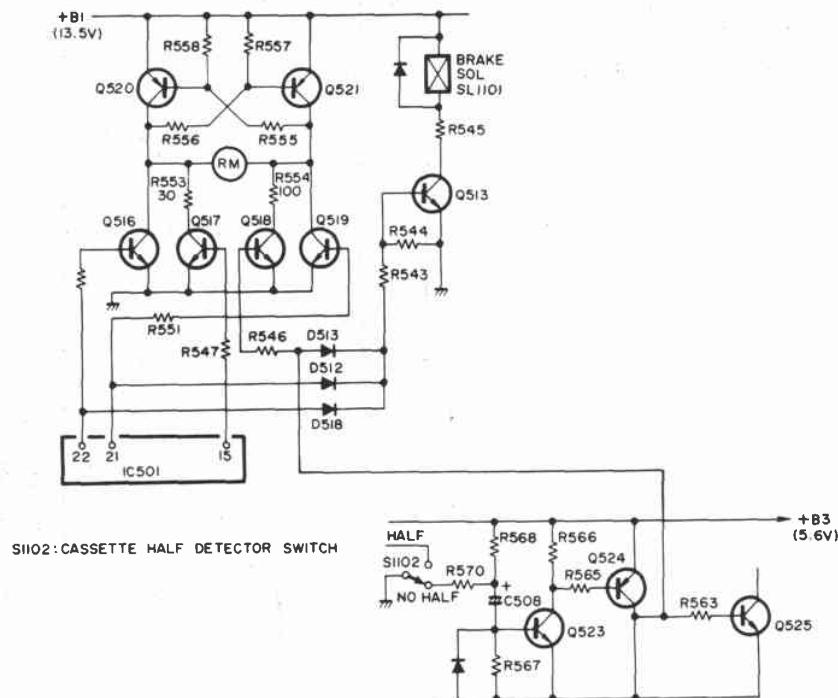 +B1
(13.5V)
R558
R557
BRAKE
SOL
SL1101
Q520
Q521
R556
R555
R545
RM
R553
30
R554
100
Q513
Q516
Q517
Q518
Q519
R544
R543
R551
R546
D513
R547
D512
D518
22
21
15
IC501
S1102: CASSETTE HALF DETECTOR SWITCH
HALF
+B3
(5.6V)
R568
R566
Q524
S1102
R570
R565
NO HALF
+
C508
R563
Q523
Q525
R567